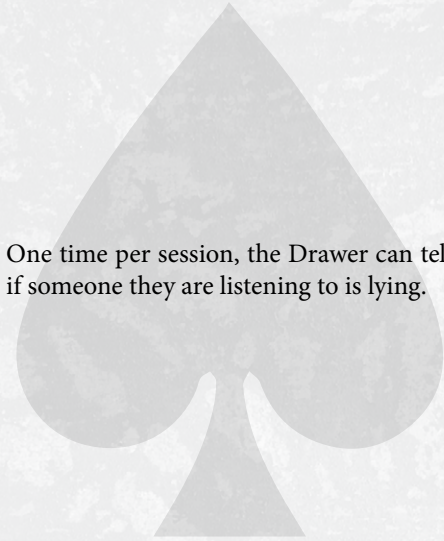 One time per session, the Drawer can tel
if someone they are listening to is lying.